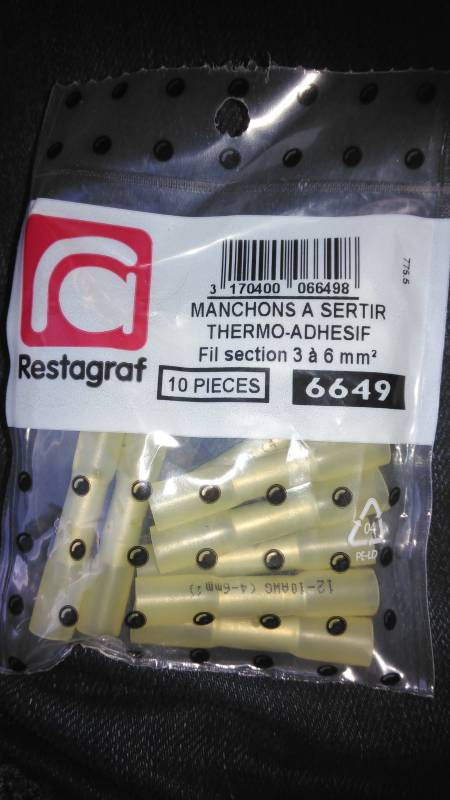 775.5
3 170400 066498
MANCHONS A SERTIR
THERMO-ADHESIF
Fil section 3 à 6 mm²
Restagraf
10 PIECES
6649
04
PE-LD
12-10AWG (4-6mm²)